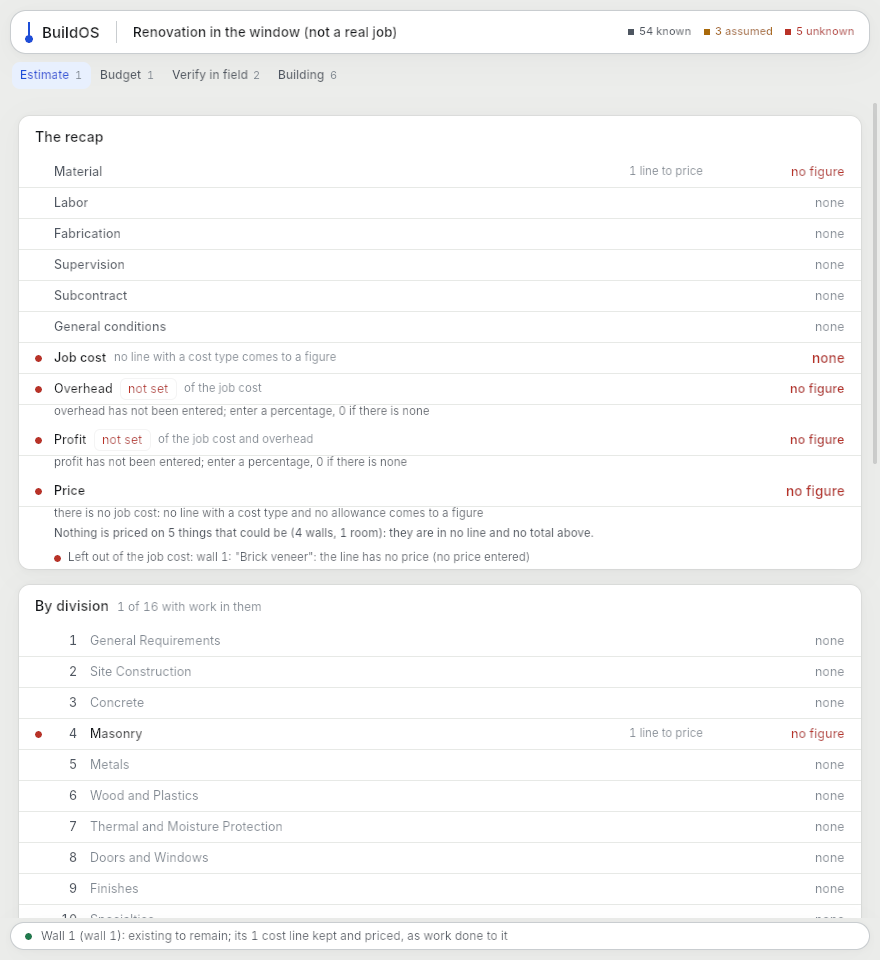 BuildOS
Renovation in the window (not a real job)
54 known
3 assumed
5 unknown
Estimate 1
Budget 1
Verify in field 2
Building 6
The recap
Material 1 line to price no figure
Labor none
Fabrication none
Supervision none
Subcontract none
General conditions none
Job cost no line with a cost type comes to a figure none
Overhead not set of the job cost no figure
overhead has not been entered; enter a percentage, 0 if there is none
Profit not set of the job cost and overhead no figure
profit has not been entered; enter a percentage, 0 if there is none
Price no figure
there is no job cost: no line with a cost type and no allowance comes to a figure
Nothing is priced on 5 things that could be (4 walls, 1 room): they are in no line and no total above.
Left out of the job cost: wall 1: "Brick veneer": the line has no price (no price entered)
By division 1 of 16 with work in them
1 General Requirements none
2 Site Construction none
3 Concrete none
4 Masonry 1 line to price no figure
5 Metals none
6 Wood and Plastics none
7 Thermal and Moisture Protection none
8 Doors and Windows none
9 Finishes none
10 Specialties none
Wall 1 (wall 1): existing to remain; its 1 cost line kept and priced, as work done to it